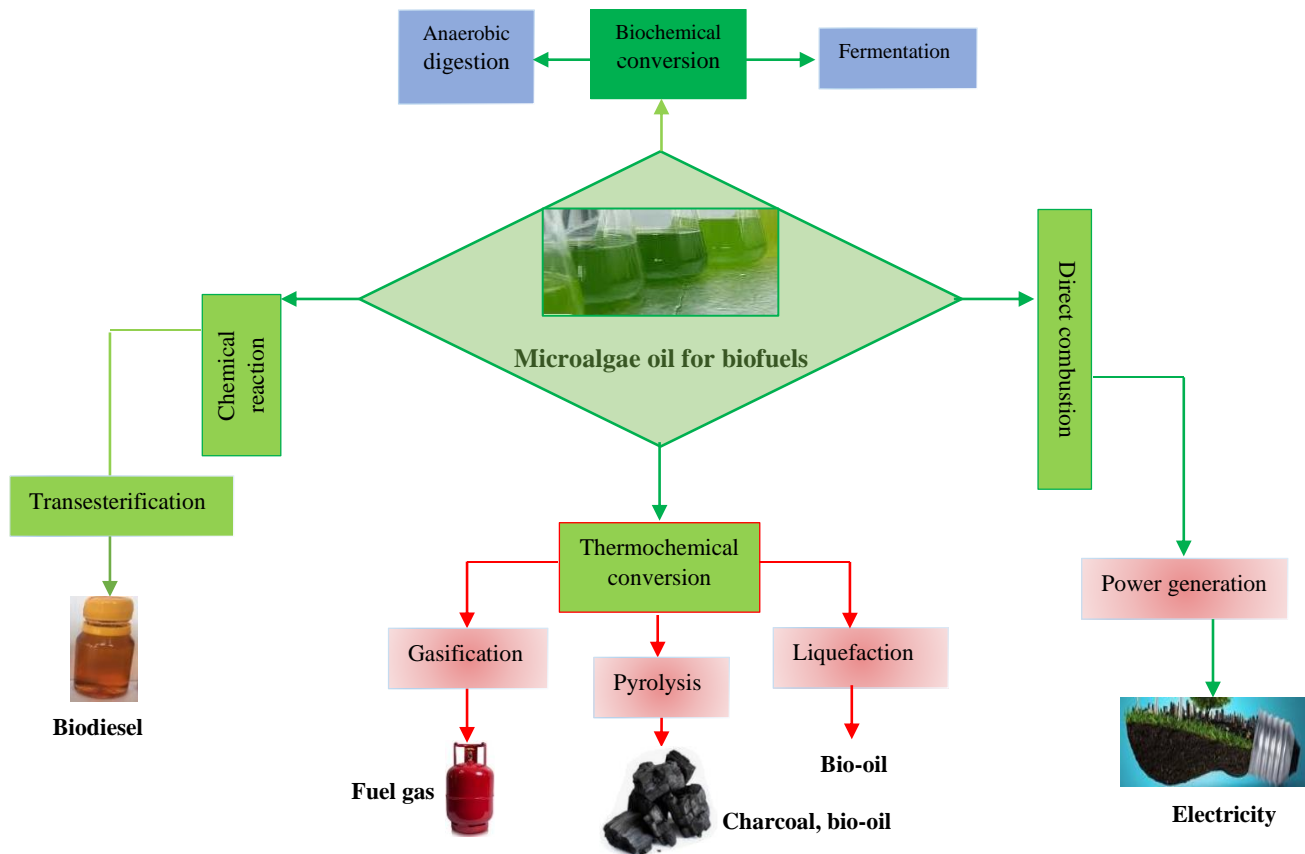 Anaerobic
digestion
Biochemical
conversion
Fermentation
Microalgae oil for biofuels
Chemical
reaction
Direct combustion
Transesterification
Biodiesel
Thermochemical
conversion
Gasification
Pyrolysis
Liquefaction
Fuel gas
Charcoal, bio-oil
Bio-oil
Power generation
Electricity